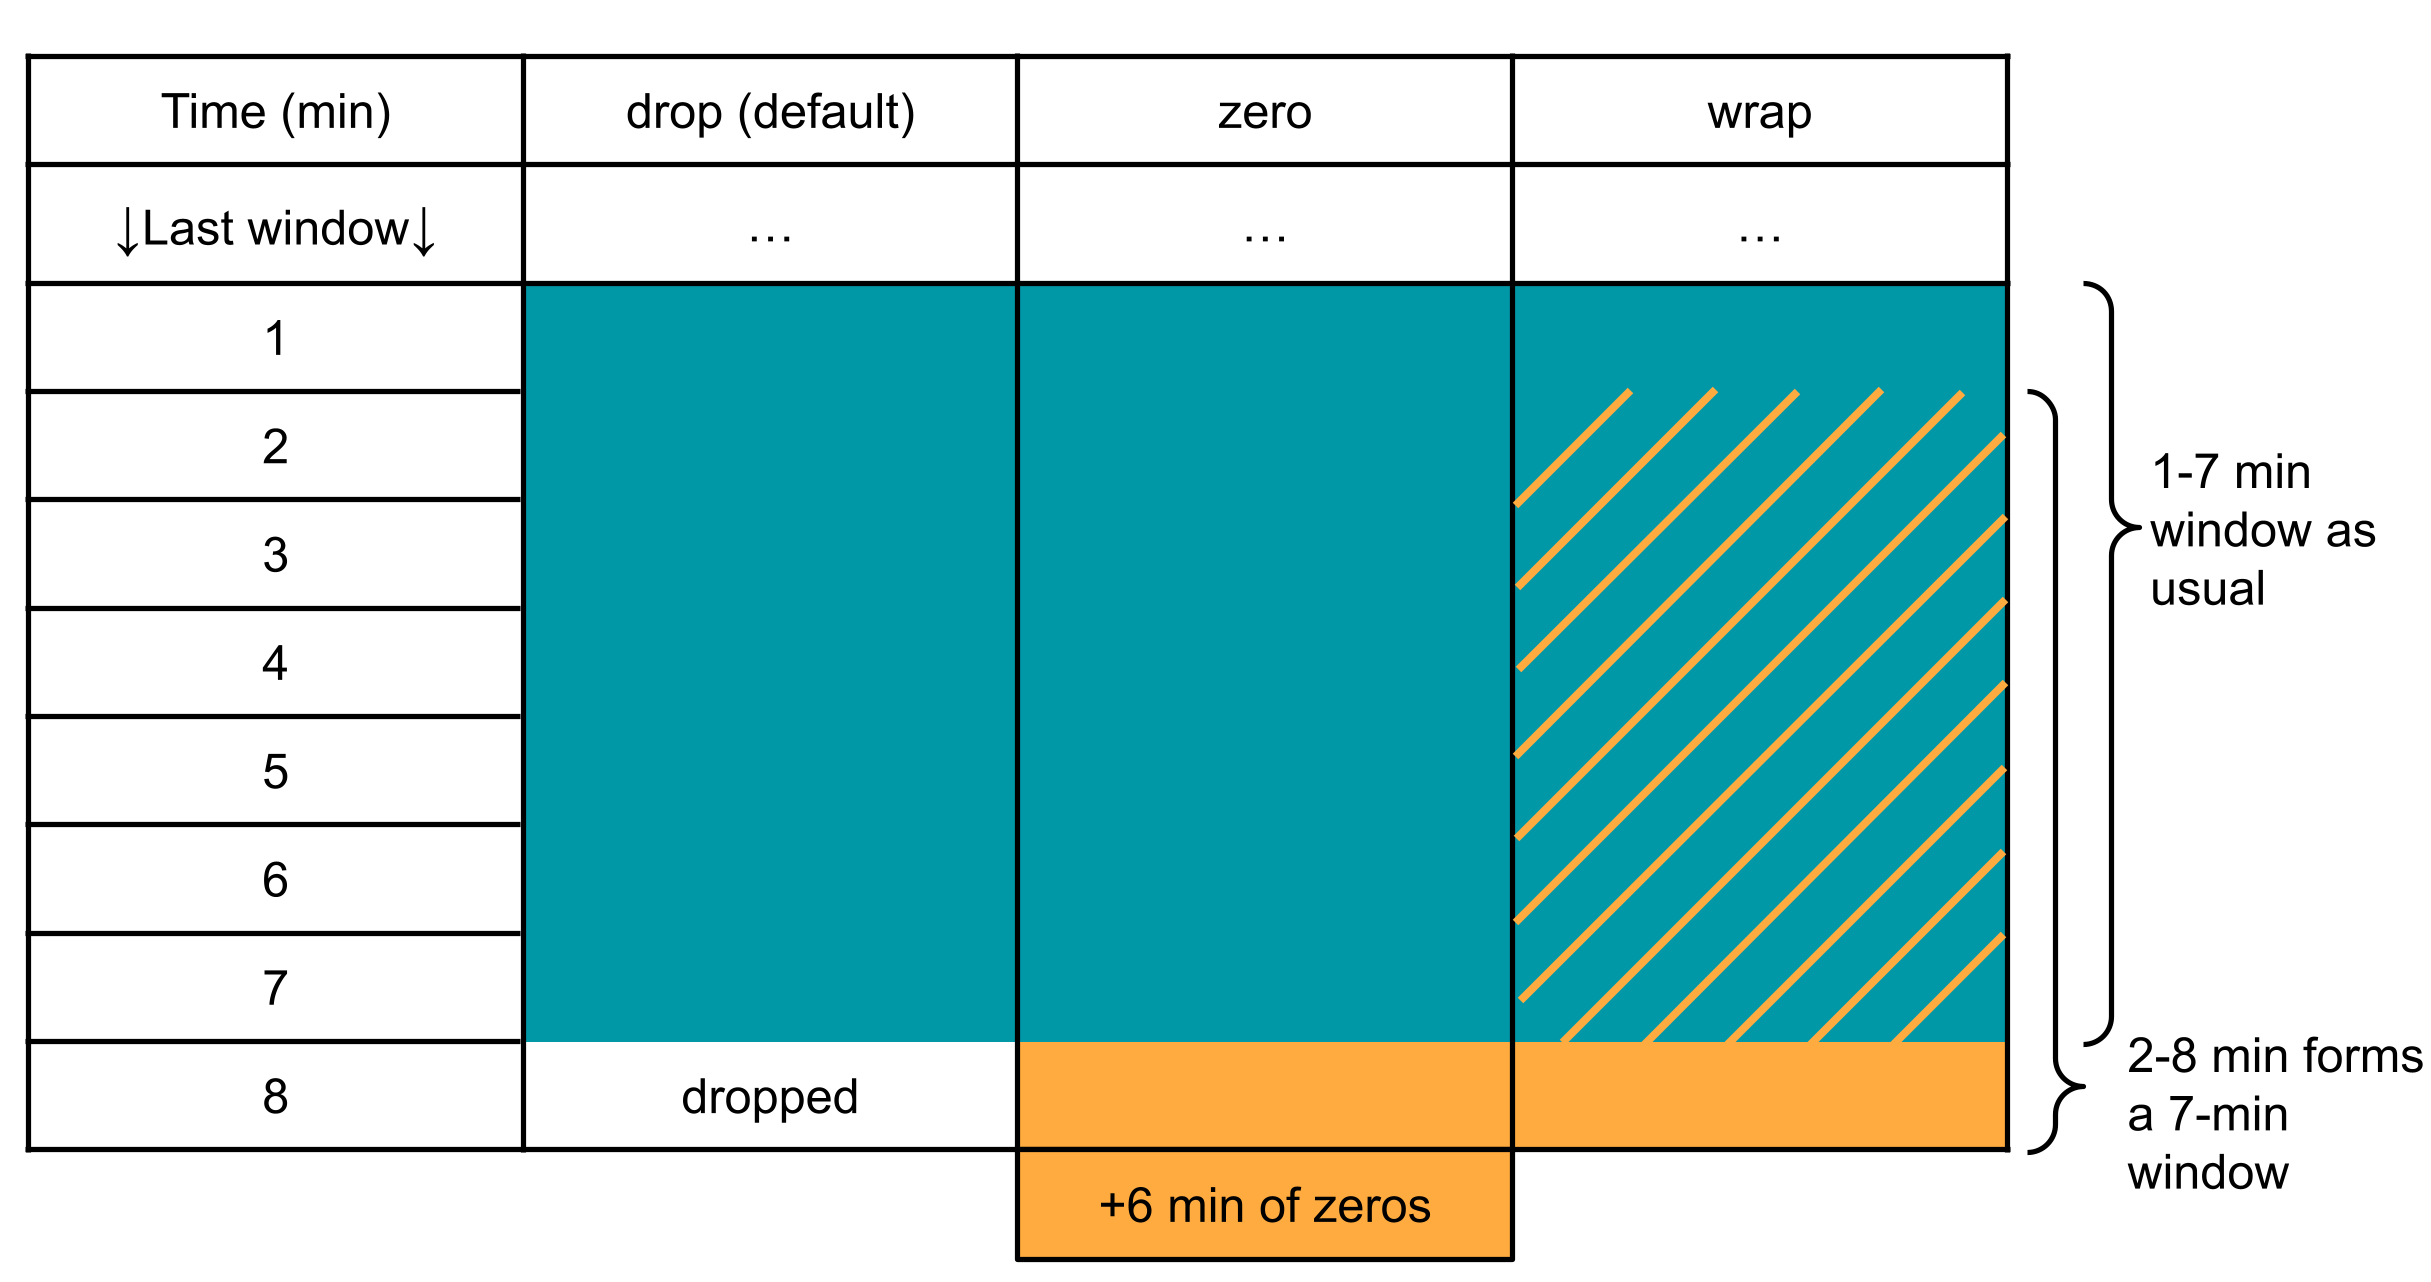 Time (min)
drop (default)
zero
wrap
↓Last window↓
…
…
…
1
2
3
4
5
6
7
8
dropped
+6 min of zeros
1-7 min
window as
usual
2-8 min forms
a 7-min
window